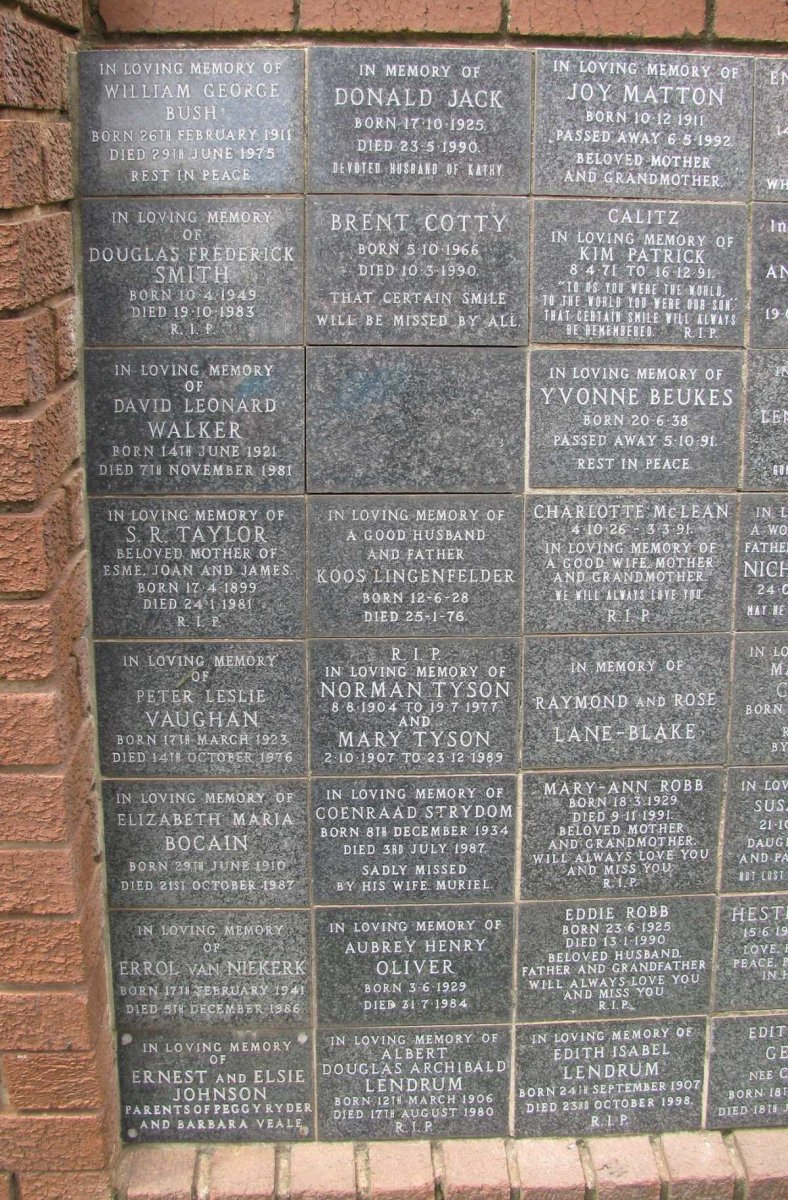 IN LOVING MEMORY OF
WILLIAM GEORGE
BUSH
BORN 26TH FEBRUARY 1911
DIED 29TH JUNE 1975
REST IN PEACE
IN MEMORY OF
DONALD JACK
BORN 17·10·1925
DIED 23·5·1990.
DEVOTED HUSBAND OF KATHY.
IN LOVING MEMORY OF
JOY MATTON
BORN 10·12·1911
PASSED AWAY 6·5·1992.
BELOVED MOTHER
AND GRANDMOTHER.
IN LOVING MEMORY
OF
DOUGLAS FREDERICK
SMITH
BORN 10·4·1949
DIED 19·10·1983
R.I.P.
BRENT COTTY
BORN 5·10·1966
DIED 10·3·1990.
THAT CERTAIN SMILE
WILL BE MISSED BY ALL
CALITZ
IN LOVING MEMORY OF
KIM PATRICK
8·4·71 TO 16·12·91.
"TO US YOU WERE THE WORLD,
TO THE WORLD YOU WERE OUR SON"
THAT CERTAIN SMILE WILL ALWAYS
BE REMEMBERED. R.I.P.
IN LOVING MEMORY
OF
DAVID LEONARD
WALKER
BORN 14TH JUNE 1921
DIED 7TH NOVEMBER 1981
IN LOVING MEMORY OF
YVONNE BEUKES
BORN 20·6·38
PASSED AWAY 5·10·91.
REST IN PEACE.
IN LOVING MEMORY OF
S. R. TAYLOR
BELOVED MOTHER OF
ESME, JOAN AND JAMES.
BORN 17·4·1899
DIED 24·1·1981
R.I.P.
IN LOVING MEMORY OF
A GOOD HUSBAND
AND FATHER
KOOS LINGENFELDER
BORN 12-6-28
DIED 25-1-76.
CHARLOTTE McLEAN
4·10·26 - 3·3·91.
IN LOVING MEMORY OF
A GOOD WIFE, MOTHER
AND GRANDMOTHER.
WE WILL ALWAYS LOVE YOU.
R.I.P.
IN LOVING MEMORY
OF
PETER LESLIE
VAUGHAN
BORN 17TH MARCH 1923
DIED 14TH OCTOBER 1976
R.I.P.
IN LOVING MEMORY OF
NORMAN TYSON
8·8·1904 TO 19·7·1977
AND
MARY TYSON
2·10·1907 TO 23·12·1989
IN MEMORY OF
RAYMOND AND ROSE
LANE-BLAKE
IN LOVING MEMORY OF
ELIZABETH MARIA
BOCAIN
BORN 29TH JUNE 1910
DIED 21ST OCTOBER 1987
IN LOVING MEMORY OF
COENRAAD STRYDOM
BORN 8TH DECEMBER 1934
DIED 3RD JULY 1987.
SADLY MISSED
BY HIS WIFE MURIEL.
MARY-ANN ROBB
BORN 18·3·1929
DIED 9·11·1991.
BELOVED MOTHER
AND GRANDMOTHER.
WILL ALWAYS LOVE YOU
AND MISS YOU
R.I.P.
IN LOVING MEMORY
OF
ERROL VAN NIEKERK
BORN 17TH FEBRUARY 1941
DIED 5TH DECEMBER 1986
IN LOVING MEMORY OF
AUBREY HENRY
OLIVER
BORN 3·6·1929
DIED 31·7·1984
EDDIE ROBB
BORN 23·6·1925
DIED 13·1·1990
BELOVED HUSBAND,
FATHER AND GRANDFATHER
WILL ALWAYS LOVE YOU
AND MISS YOU
R.I.P.
IN LOVING MEMORY
OF
ERNEST AND ELSIE
JOHNSON
PARENTS OF PEGGY RYDER
AND BARBARA VEALE.
IN LOVING MEMORY OF
ALBERT
DOUGLAS ARCHIBALD
LENDRUM
BORN 12TH MARCH 1906
DIED 17TH AUGUST 1980
R.I.P.
IN LOVING MEMORY OF
EDITH ISABEL
LENDRUM
BORN 24TH SEPTEMBER 1907
DIED 23RD OCTOBER 1998.
R.I.P.